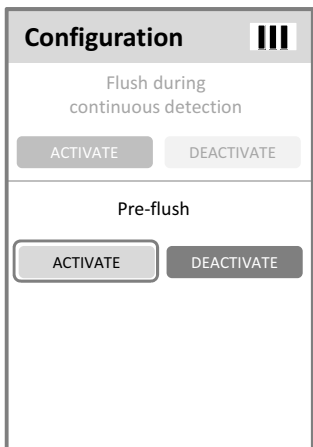 Configuration
Flush during
continuous detection
ACTIVATE DEACTIVATE
Pre-flush
ACTIVATE DEACTIVATE